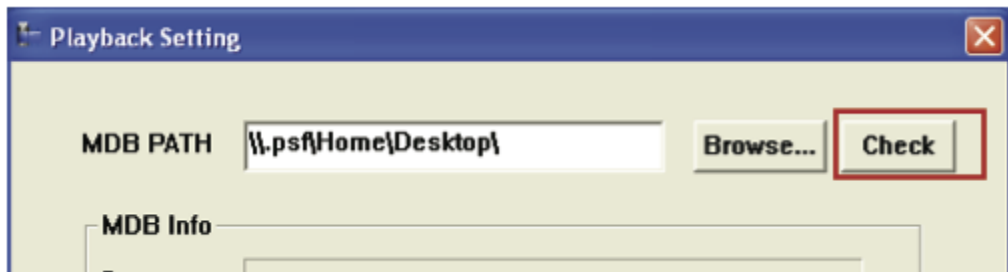 Playback Setting
MDB PATH \\.psf\Home\Desktop\ Browse... Check
MDB Info